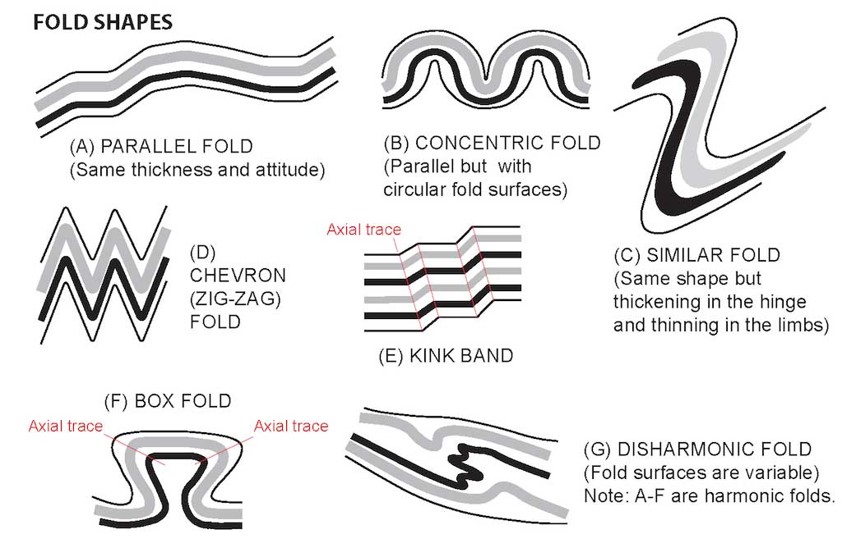 FOLD SHAPES
(A) PARALLEL FOLD
(Same thickness and attitude)
(B) CONCENTRIC FOLD
(Parallel but with
circular fold surfaces)
(C) SIMILAR FOLD
(Same shape but
thickening in the hinge
and thinning in the limbs)
(D)
CHEVRON
(ZIG-ZAG)
FOLD
Axial trace
(E) KINK BAND
(F) BOX FOLD
Axial trace
Axial trace
(G) DISHARMONIC FOLD
(Fold surfaces are variable)
Note: A-F are harmonic folds.